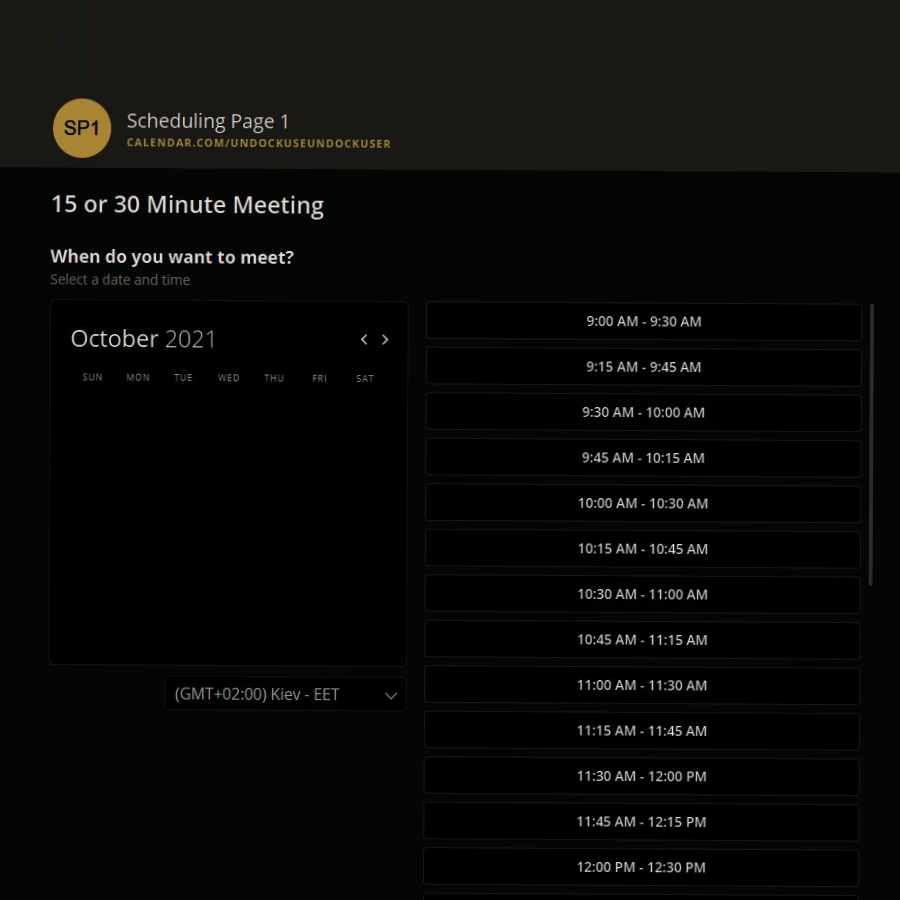 SP1
Scheduling Page 1
CALENDAR.COM/UNDOCKUSEUNDOCKUSER
15 or 30 Minute Meeting
When do you want to meet?
Select a date and time
October 2021
SUN MON TUE WED THU FRI SAT
(GMT+02:00) Kiev - EET
9:00 AM - 9:30 AM
9:15 AM - 9:45 AM
9:30 AM - 10:00 AM
9:45 AM - 10:15 AM
10:00 AM - 10:30 AM
10:15 AM - 10:45 AM
10:30 AM - 11:00 AM
10:45 AM - 11:15 AM
11:00 AM - 11:30 AM
11:15 AM - 11:45 AM
11:30 AM - 12:00 PM
11:45 AM - 12:15 PM
12:00 PM - 12:30 PM